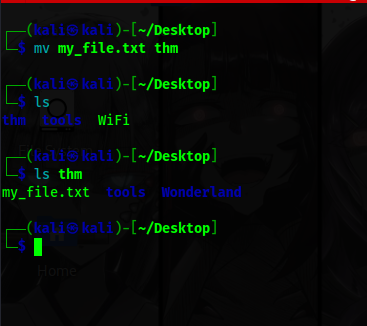 ┌──(kali㉿kali)-[~/Desktop]
└─$ mv my_file.txt thm
┌──(kali㉿kali)-[~/Desktop]
└─$ ls
thm tools WiFi
┌──(kali㉿kali)-[~/Desktop]
└─$ ls thm
my_file.txt tools Wonderland
┌──(kali㉿kali)-[~/Desktop]
└─$
Home